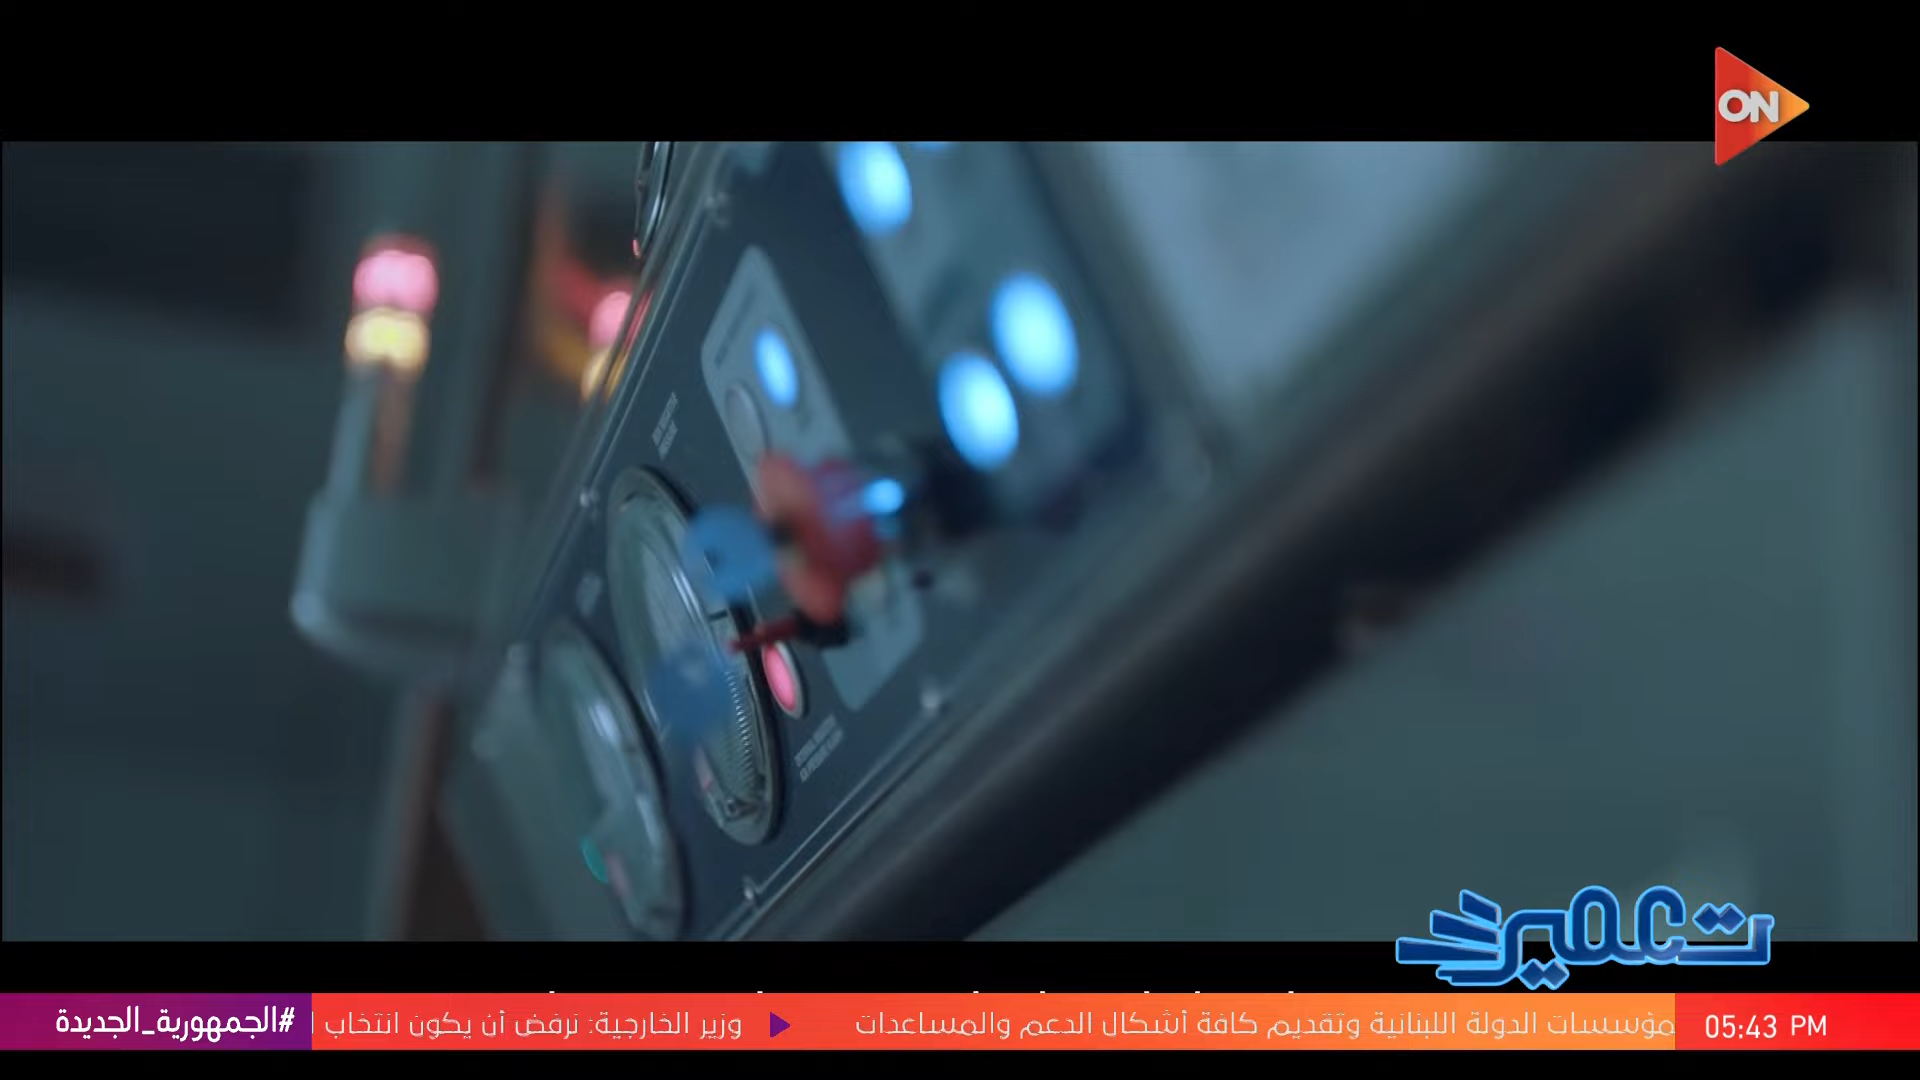 ON
تعمير
05:43 PM
مؤسسات الدولة اللبنانية وتقديم كافة أشكال الدعم والمساعدات
وزير الخارجية: نرفض أن يكون انتخاب
#الجمهورية_الجديدة